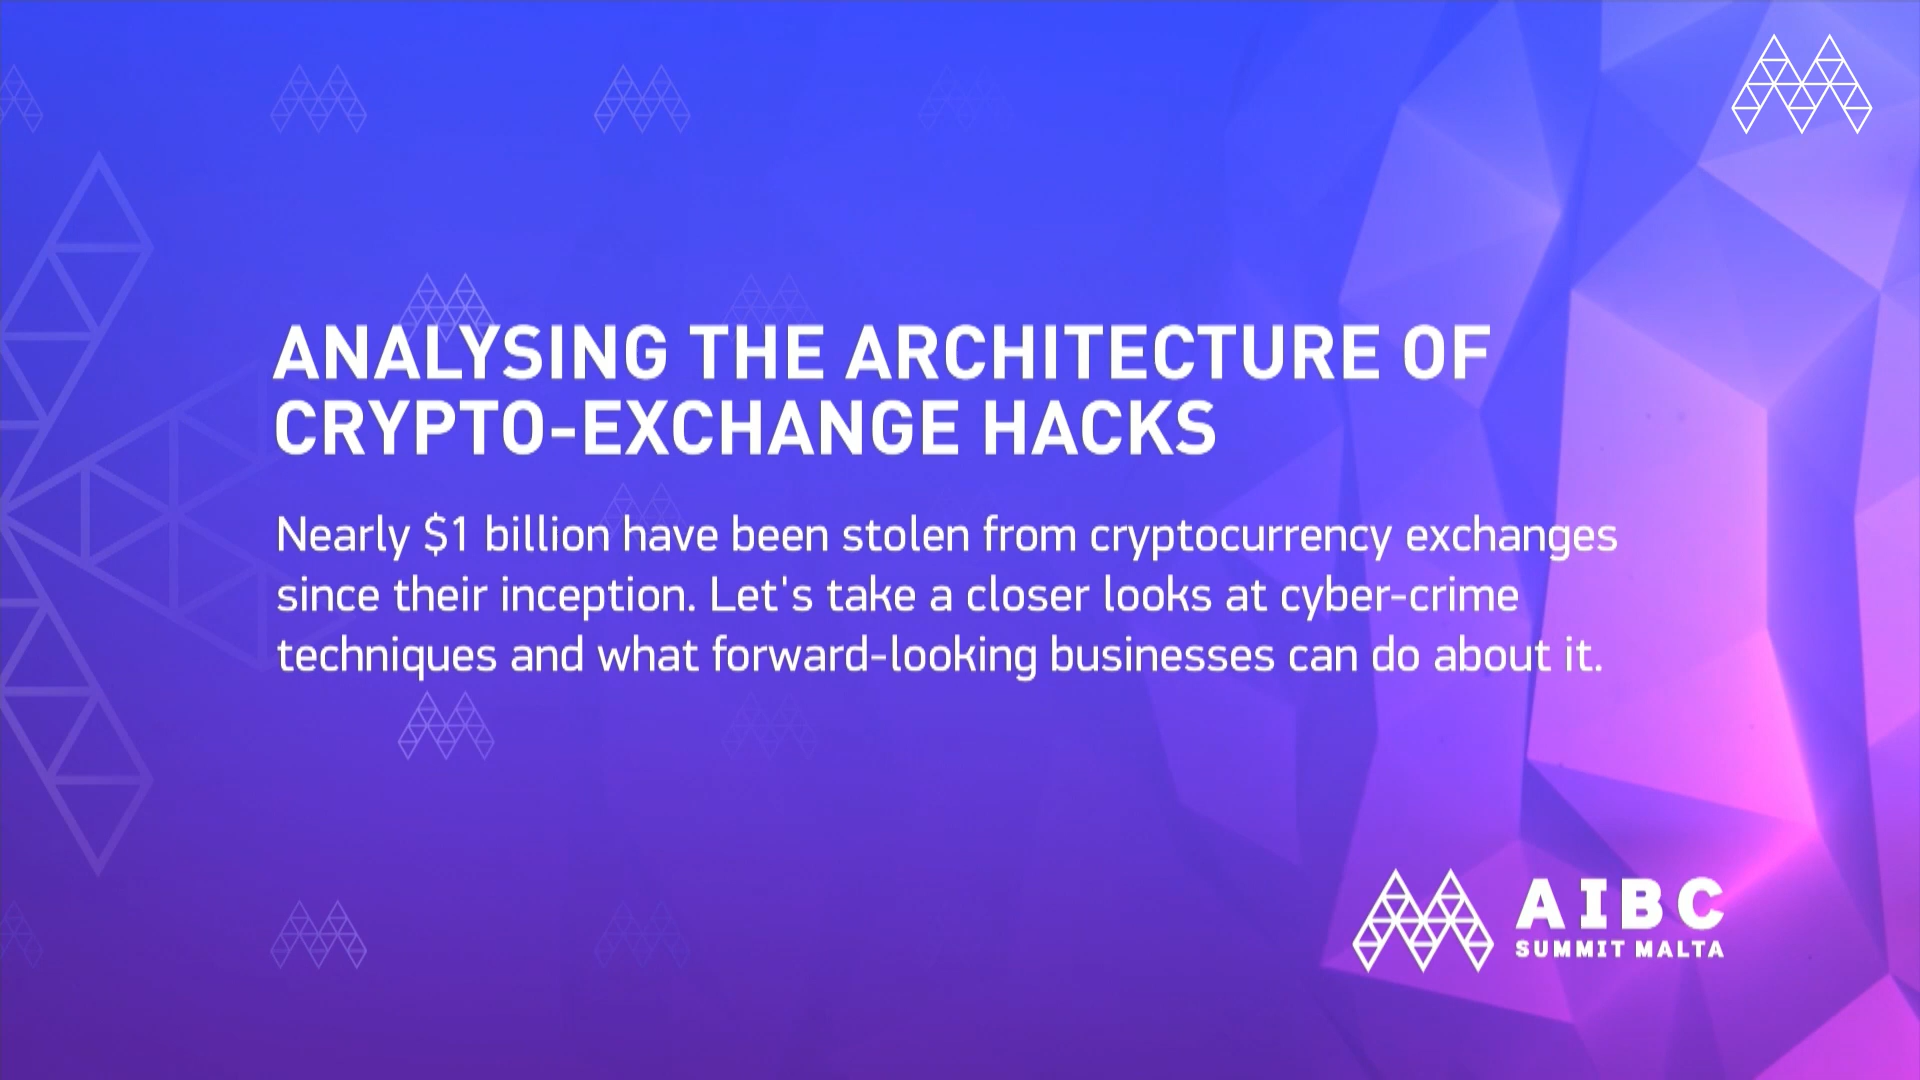 ANALYSING THE ARCHITECTURE OF
CRYPTO-EXCHANGE HACKS
Nearly $1 billion have been stolen from cryptocurrency exchanges
since their inception. Let's take a closer looks at cyber-crime
techniques and what forward-looking businesses can do about it.
AIBC
SUMMIT MALTA